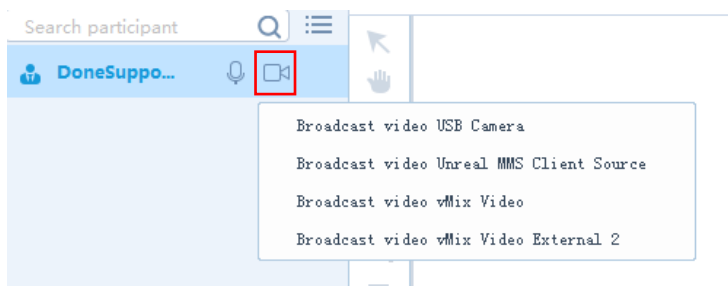 Search participant
DoneSuppo...
Broadcast video USB Camera
Broadcast video Unreal MMS Client Source
Broadcast video vMix Video
Broadcast video vMix Video External 2